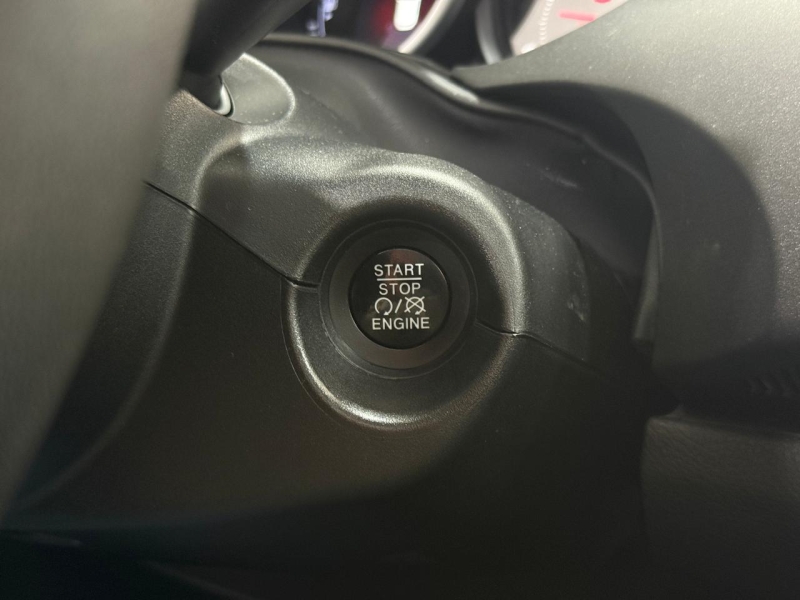 START
STOP
/
ENGINE